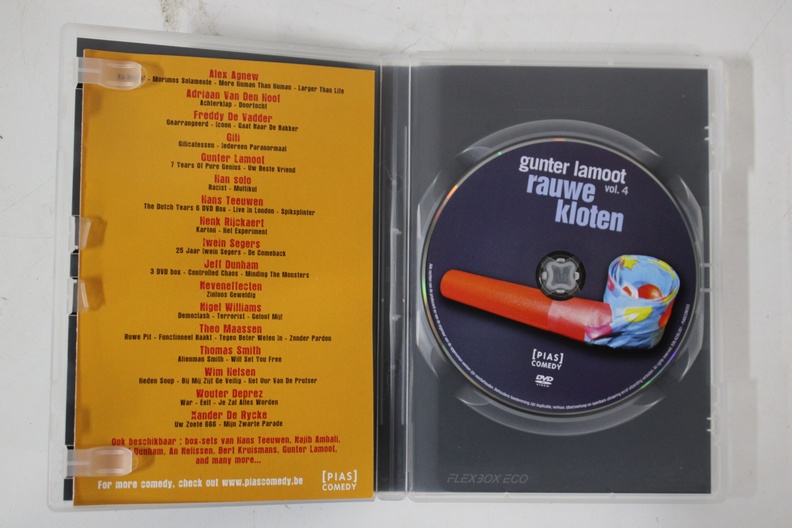 Alex Agnew
- Morimos Solamente - More Human Than Human - Larger Than Life
Adriaan Van Den Hoof
Achterklap - Doortocht
Freddy De Vadder
Gearrangeerd - Icoon - Gaat Naar De Bakker
Gili
Gilicatessen - Iedereen Paranormaal
Gunter Lamoot
7 Years Of Pure Genius - Uw Beste Vriend
Han solo
Racist - Multikul
Hans Teeuwen
The Dutch Years 6 DVD Box - Live in London - Spiksplinter
Henk Rijckaert
Karton - Het Experiment
Iwein Segers
25 Jaar Iwein Segers - De Comeback
Jeff Dunham
3 DVD box - Controlled Chaos - Minding The Monsters
Neveneffecten
Zinloos Geweldig
Nigel Williams
Democlash - Terrorist - Geloof Mij!
Theo Maassen
Ruwe Pit - Functioneel Naakt - Tegen Beter Weten In - Zonder Pardon
Thomas Smith
Alienman Smith - Will Set You Free
Wim Helsen
Heden Soep - Bij Mij Zijt Ge Veilig - Het Uur Van De Prutser
Wouter Deprez
War - Eelt - Je Zal Alles Worden
Xander De Rycke
Uw Zoete 666 - Mijn Zwarte Parade
Ook beschikbaar : box-sets van Hans Teeuwen, Najib Amhali,
Dunham, An Nelissen, Bert Kruismans, Gunter Lamoot,
and many more...
For more comedy, check out www.piascomedy.be
[PIAS]
COMEDY
gunter lamoot
rauwe vol. 4
kloten
[PIAS]
COMEDY
DVD
VIDEO
FLEXBOX ECO